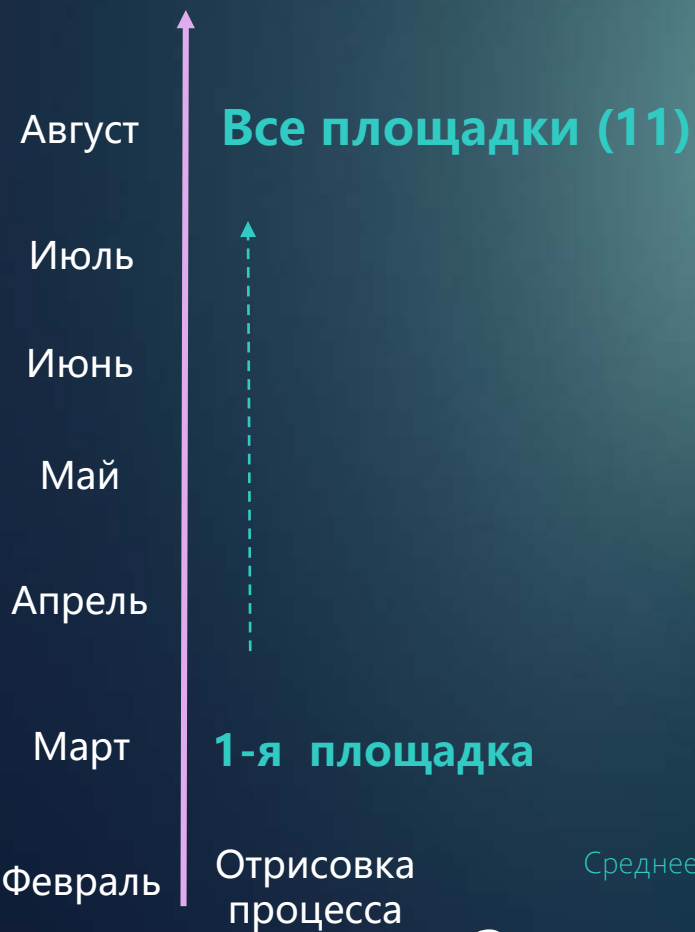 Август
Все площадки (11)
Июль
Июнь
Май
Апрель
Март
1-я площадка
Февраль
Отрисовка
процесса
Среднее